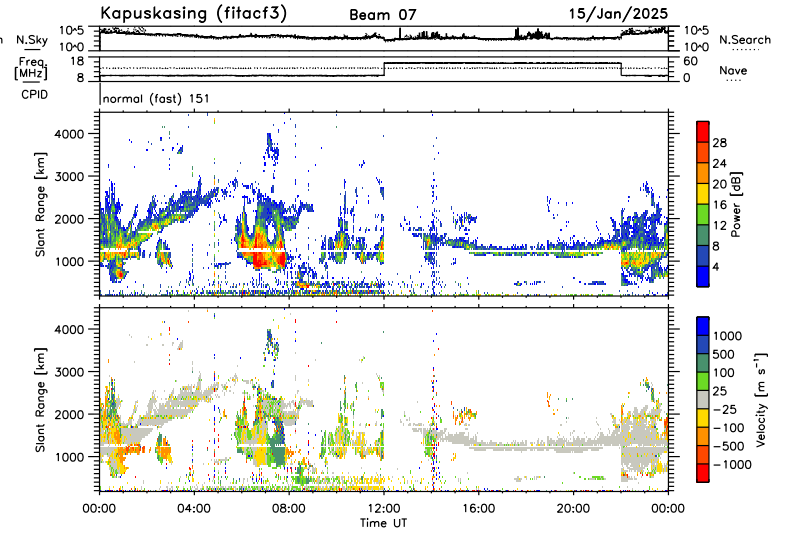 Kapuskasing (fitacf3) Beam 07 15/Jan/2025
N.Sky 10^5 10^0 10^5 10^0 N.Search
Freq. [MHz] 18 8 60 0 Nave
CPID normal (fast) 151
Slant Range [km] 4000 3000 2000 1000
28 24 20 16 12 8 4 Power [dB]
Slant Range [km] 4000 3000 2000 1000
1000 500 100 25 −25 −100 −500 −1000 Velocity [m s⁻¹]
00:00 04:00 08:00 12:00 16:00 20:00 00:00
Time UT